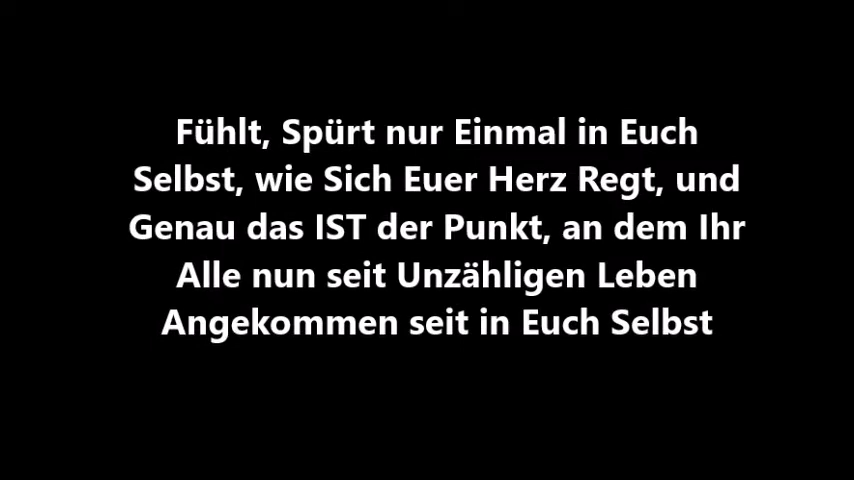 Fühlt, Spürt nur Einmal in Euch
Selbst, wie Sich Euer Herz Regt, und
Genau das IST der Punkt, an dem Ihr
Alle nun seit Unzähligen Leben
Angekommen seit in Euch Selbst